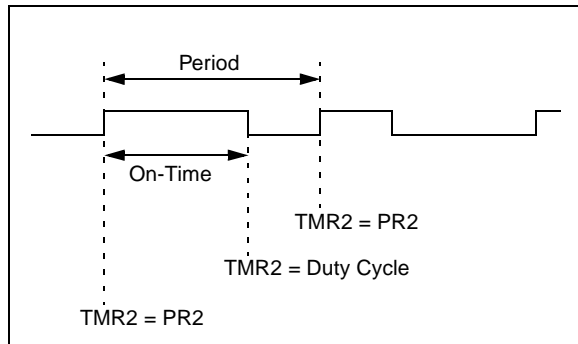 Period
On-Time
TMR2 = PR2
TMR2 = Duty Cycle
TMR2 = PR2